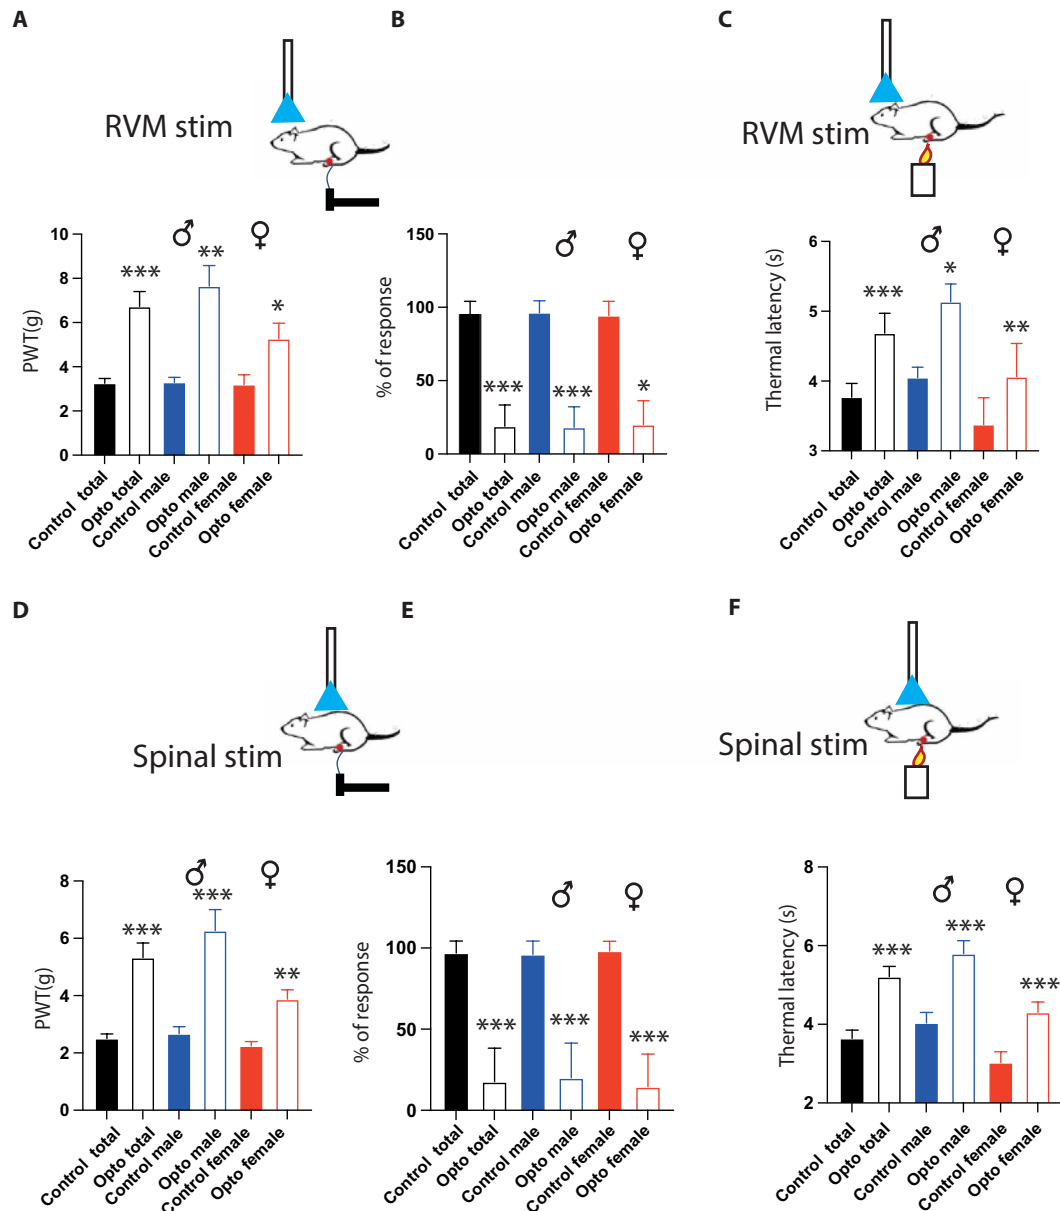 A
B
C
RVM stim
RVM stim
PWT(g)
10
8
6
4
2
0
***
♂
**
♀
*
Control total
Opto total
Control male
Opto male
Control female
Opto female
% of response
150
100
50
0
♂
♀
***
***
*
Control total
Opto total
Control male
Opto male
Control female
Opto female
Thermal latency (s)
6
5
4
3
♂
♀
***
*
**
Control total
Opto total
Control male
Opto male
Control female
Opto female
D
E
F
Spinal stim
Spinal stim
PWT(g)
8
6
4
2
0
♂
♀
***
***
**
Control total
Opto total
Control male
Opto male
Control female
Opto female
% of response
150
100
50
0
♂
♀
***
***
***
Control total
Opto total
Control male
Opto male
Control female
Opto female
Thermal latency (s)
8
6
4
2
♂
♀
***
***
***
Control total
Opto total
Control male
Opto male
Control female
Opto female